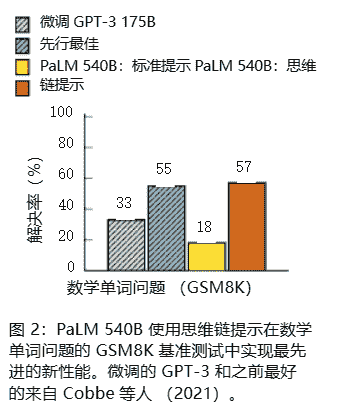 微调 GPT-3 175B
先行最佳
PaLM 540B：标准提示 PaLM 540B：思维
链提示
100
80
60
40
20
0
解决率（%）
33
55
18
57
数学单词问题 （GSM8K）
图 2：PaLM 540B 使用思维链提示在数学
单词问题的 GSM8K 基准测试中实现最先
进的新性能。微调的 GPT-3 和之前最好
的来自 Cobbe 等人 （2021）。